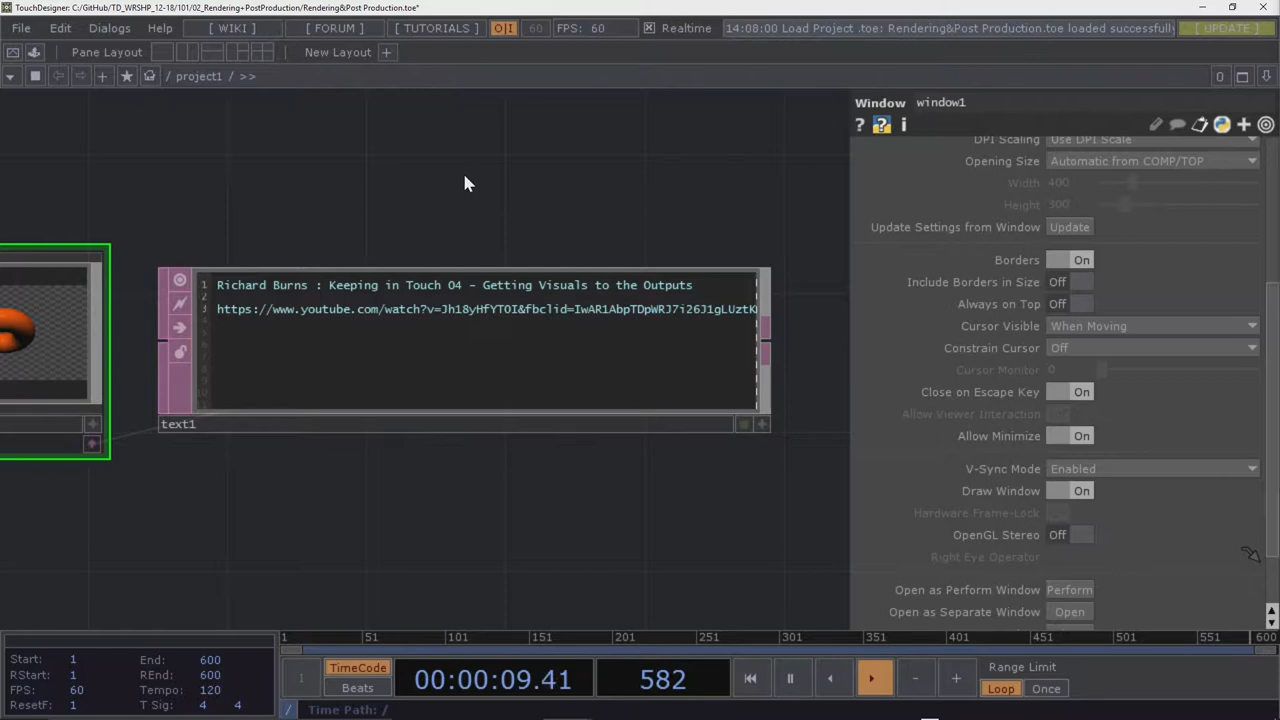 TouchDesigner: C:/GitHub/TD_WRSHP_12-18/101/02_Rendering+PostProduction/Rendering&Post Production.toe*
File Edit Dialogs Help [ WIKI ] [ FORUM ] [ TUTORIALS ] O|I 60 FPS: 60 Realtime 14:08:00 Load Project .toe: Rendering&Post Production.toe loaded successfully [ UPDATE ]
Pane Layout New Layout +
/ project1 / >> 0
Window window1
? ? i
DPI Scaling Use DPI Scale
Opening Size Automatic from COMP/TOP
Width 400
Height 300
Update Settings from Window Update
Borders On
Include Borders in Size Off
Always on Top Off
Cursor Visible When Moving
Constrain Cursor Off
Cursor Monitor 0
Close on Escape Key On
Allow Viewer Interaction
Allow Minimize On
V-Sync Mode Enabled
Draw Window On
Hardware Frame-Lock
OpenGL Stereo Off
Right Eye Operator
Open as Perform Window Perform
Open as Separate Window Open
1 Richard Burns : Keeping in Touch 04 - Getting Visuals to the Outputs
2
3 https://www.youtube.com/watch?v=Jh18yHfYTOI&fbclid=IwAR1AbpTDpWRJ7i26J1gLUztK
4
5
6
7
8
9
10
11
text1
1 51 101 151 201 251 301 351 401 451 501 551 600
Start: 1 End: 600
RStart: 1 REnd: 600
FPS: 60 Tempo: 120
ResetF: 1 T Sig: 4 4
1 TimeCode Beats 00:00:09.41 582 - + Range Limit
Loop Once
/ Time Path: /